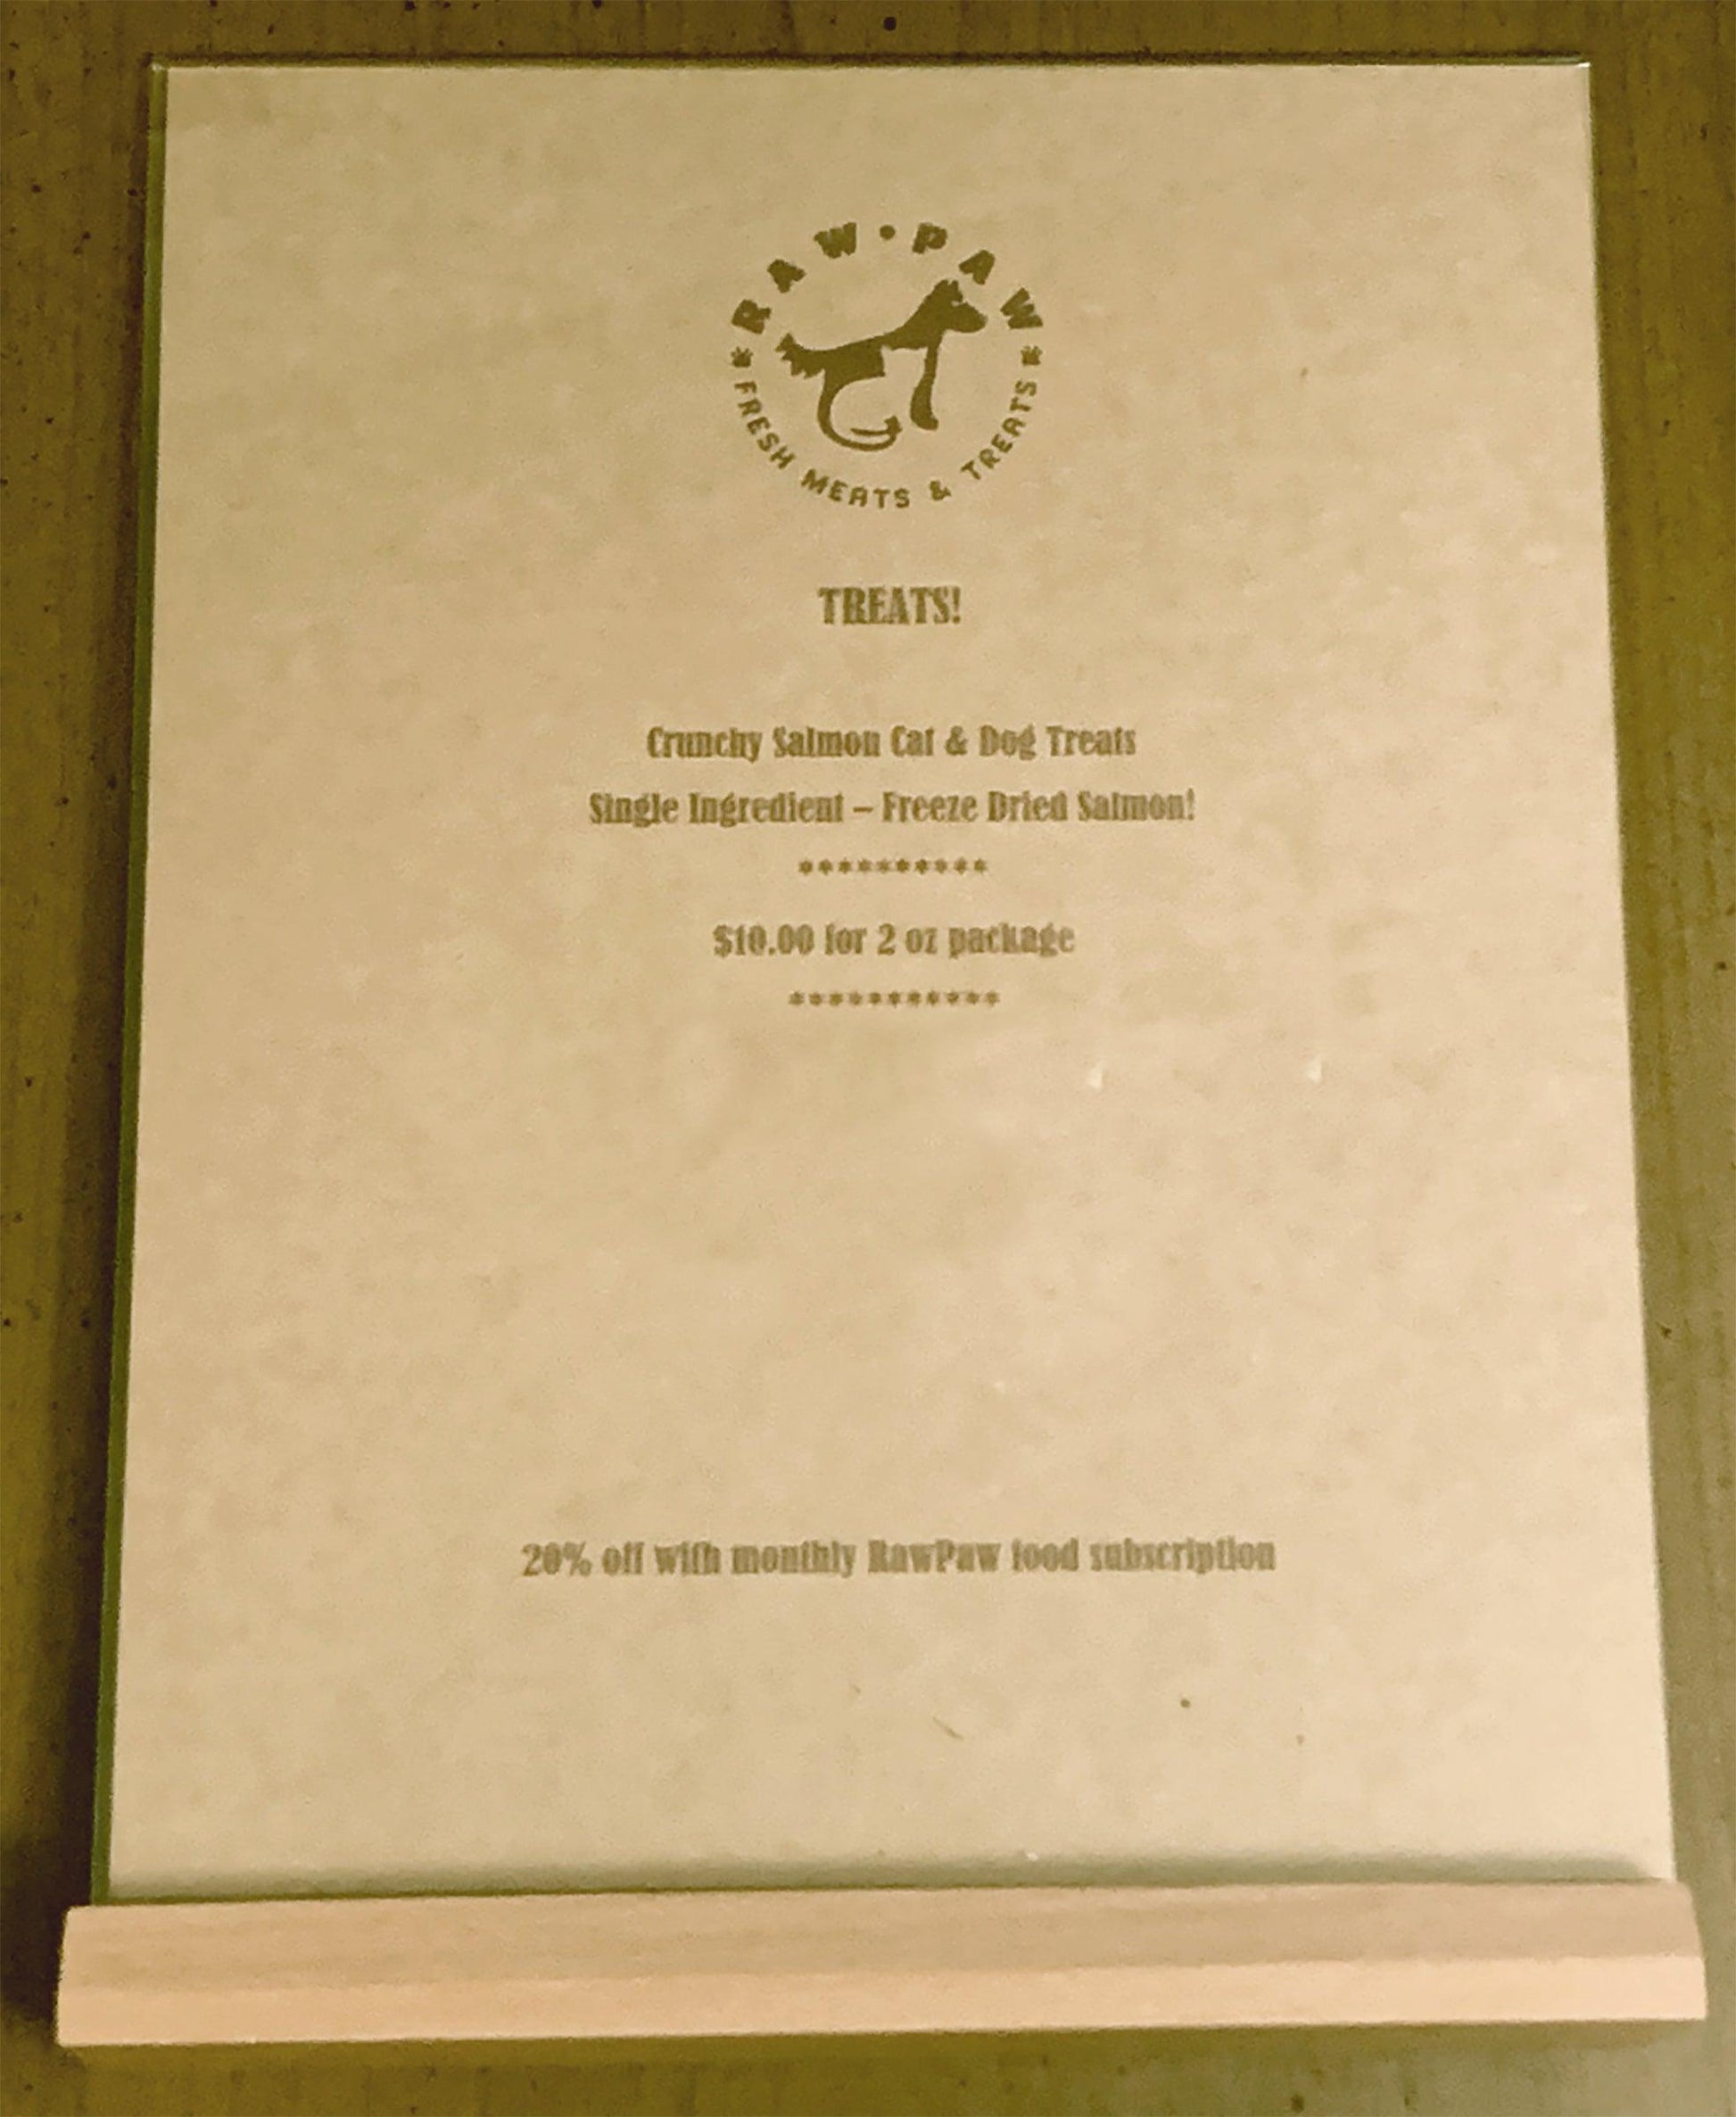 RAW • PAW
FRESH MEATS & TREATS
TREATS!
Crunchy Salmon Cat & Dog Treats
Single Ingredient – Freeze Dried Salmon!
**********
$10.00 for 2 oz package
***********
20% off with monthly RawPaw food subscription